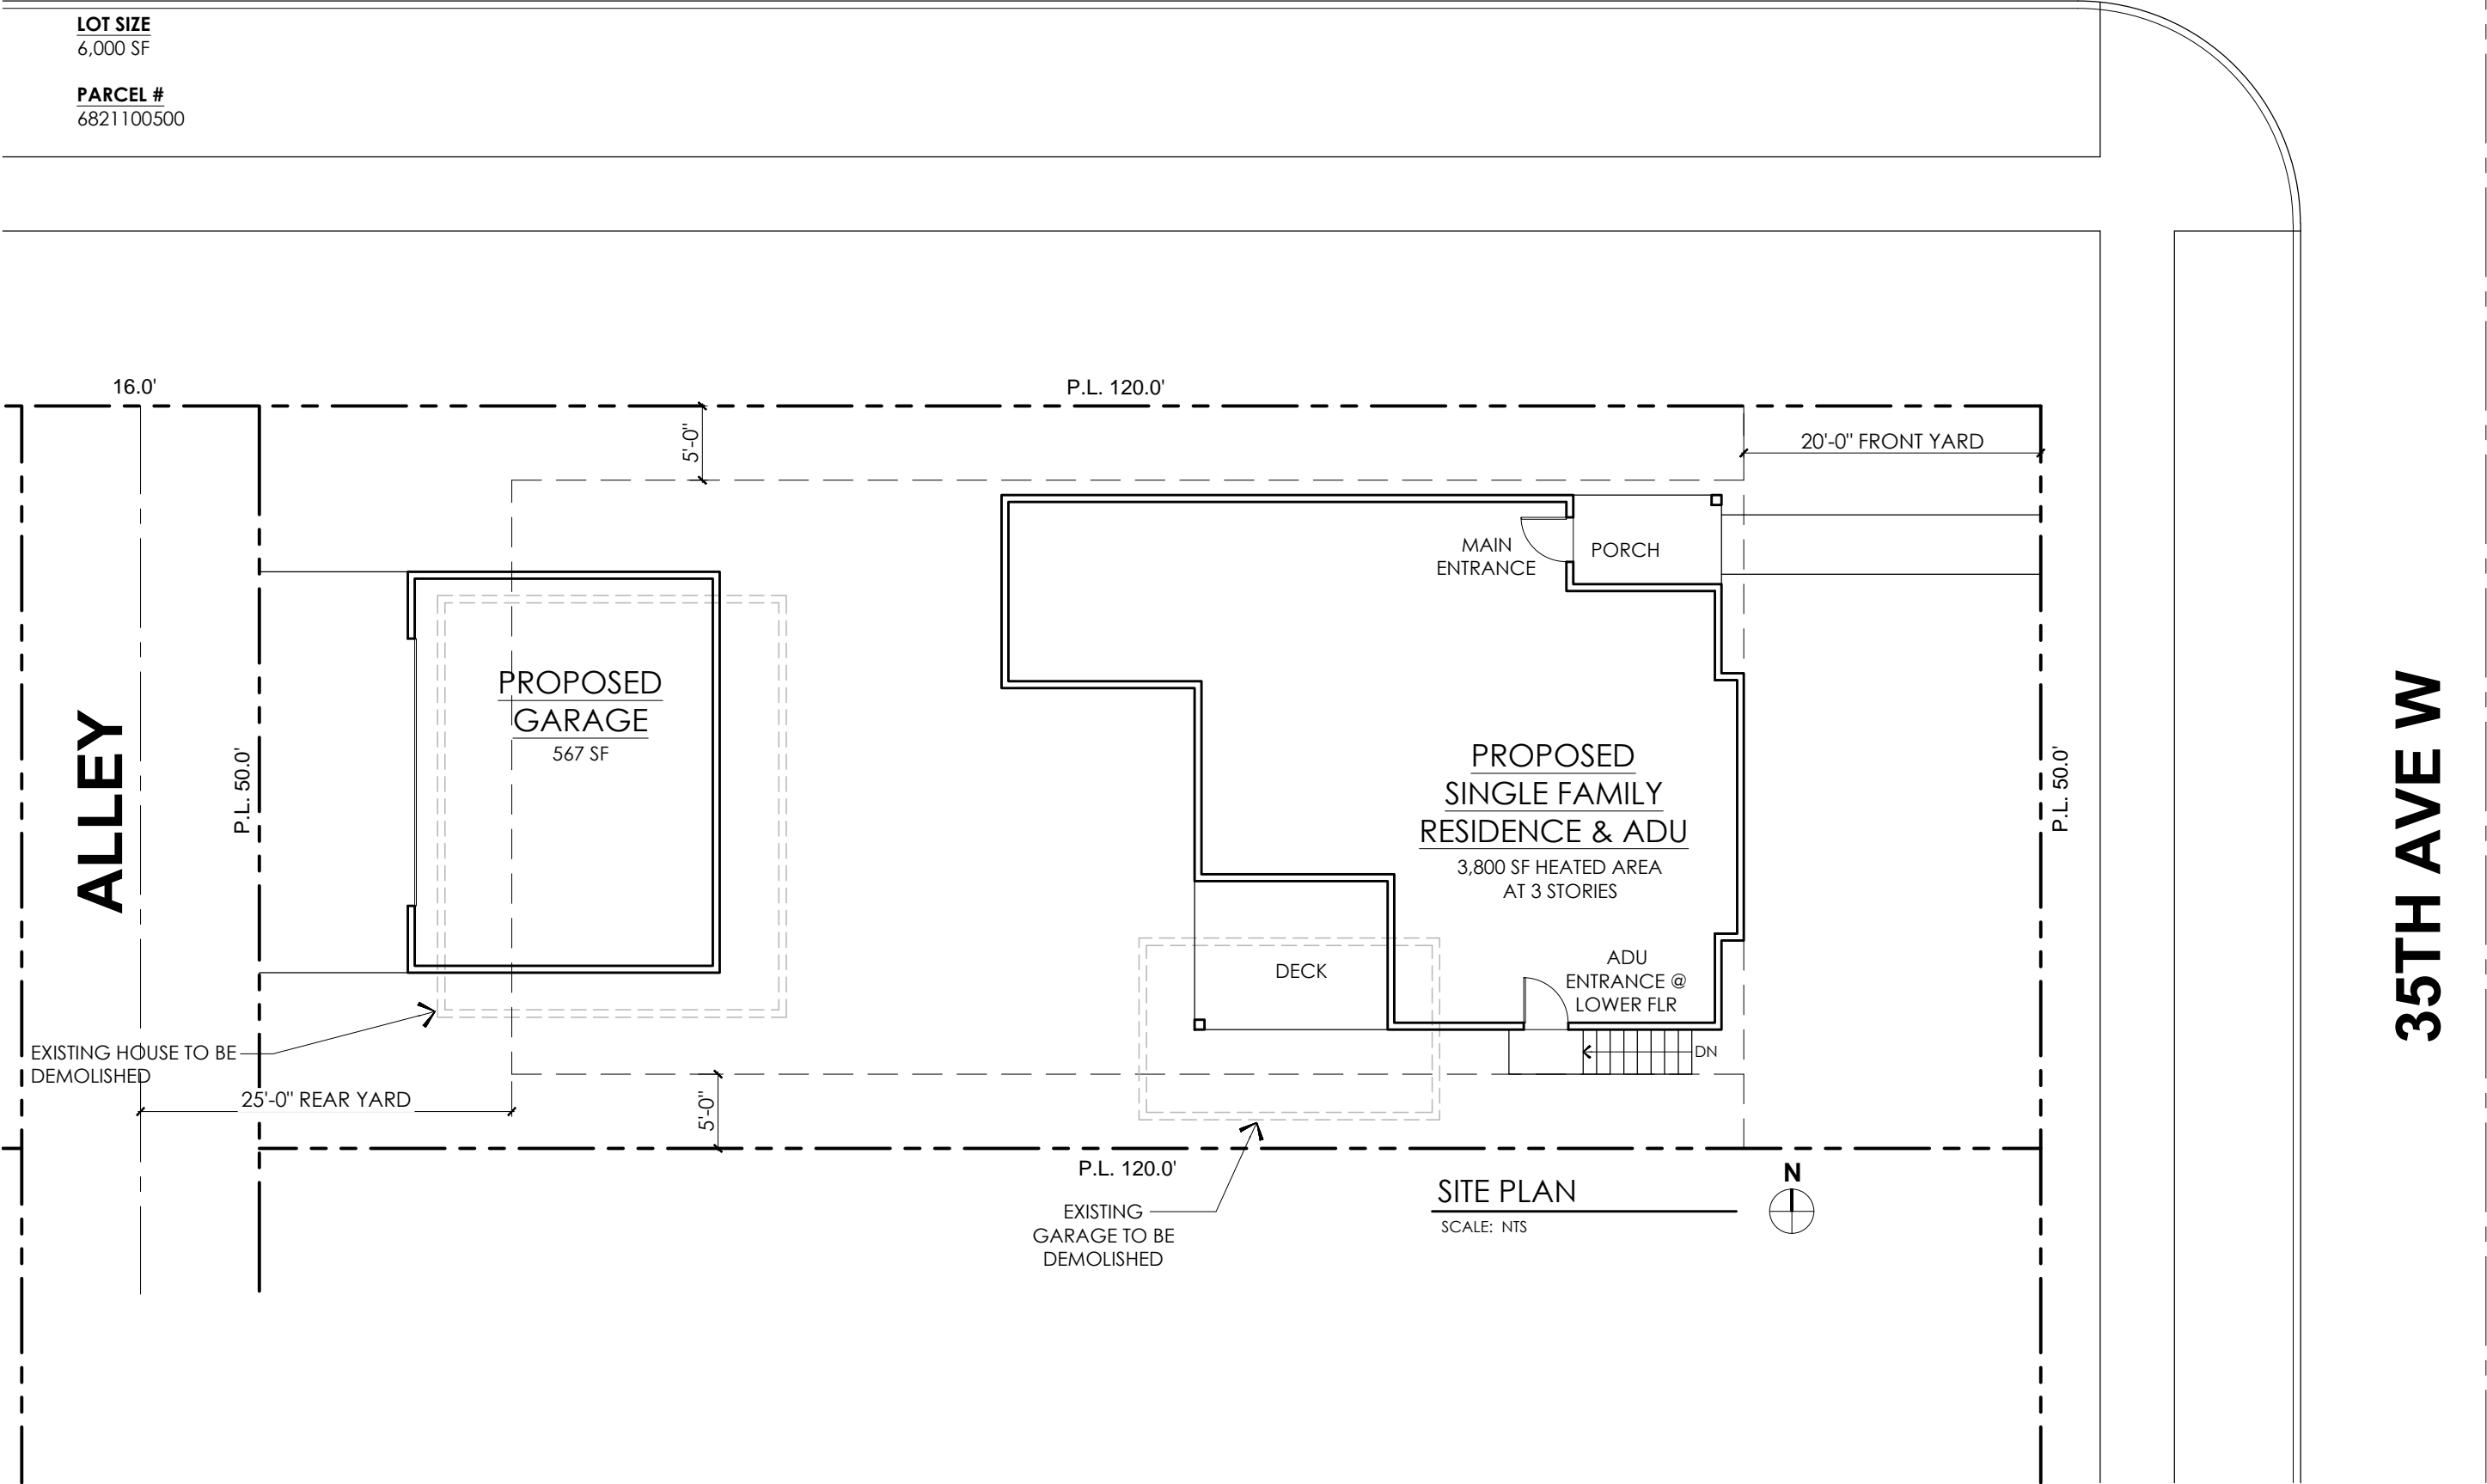 LOT SIZE
6,000 SF
PARCEL #
6821100500
16.0'
P.L. 120.0'
5'-0"
20'-0" FRONT YARD
MAIN
ENTRANCE
PORCH
PROPOSED
GARAGE
567 SF
ALLEY
P.L. 50.0'
PROPOSED
SINGLE FAMILY
RESIDENCE & ADU
3,800 SF HEATED AREA
AT 3 STORIES
P.L. 50.0'
35TH AVE W
DECK
ADU
ENTRANCE @
LOWER FLR
DN
EXISTING HOUSE TO BE
DEMOLISHED
25'-0" REAR YARD
5'-0"
P.L. 120.0'
EXISTING
GARAGE TO BE
DEMOLISHED
SITE PLAN
SCALE: NTS
N